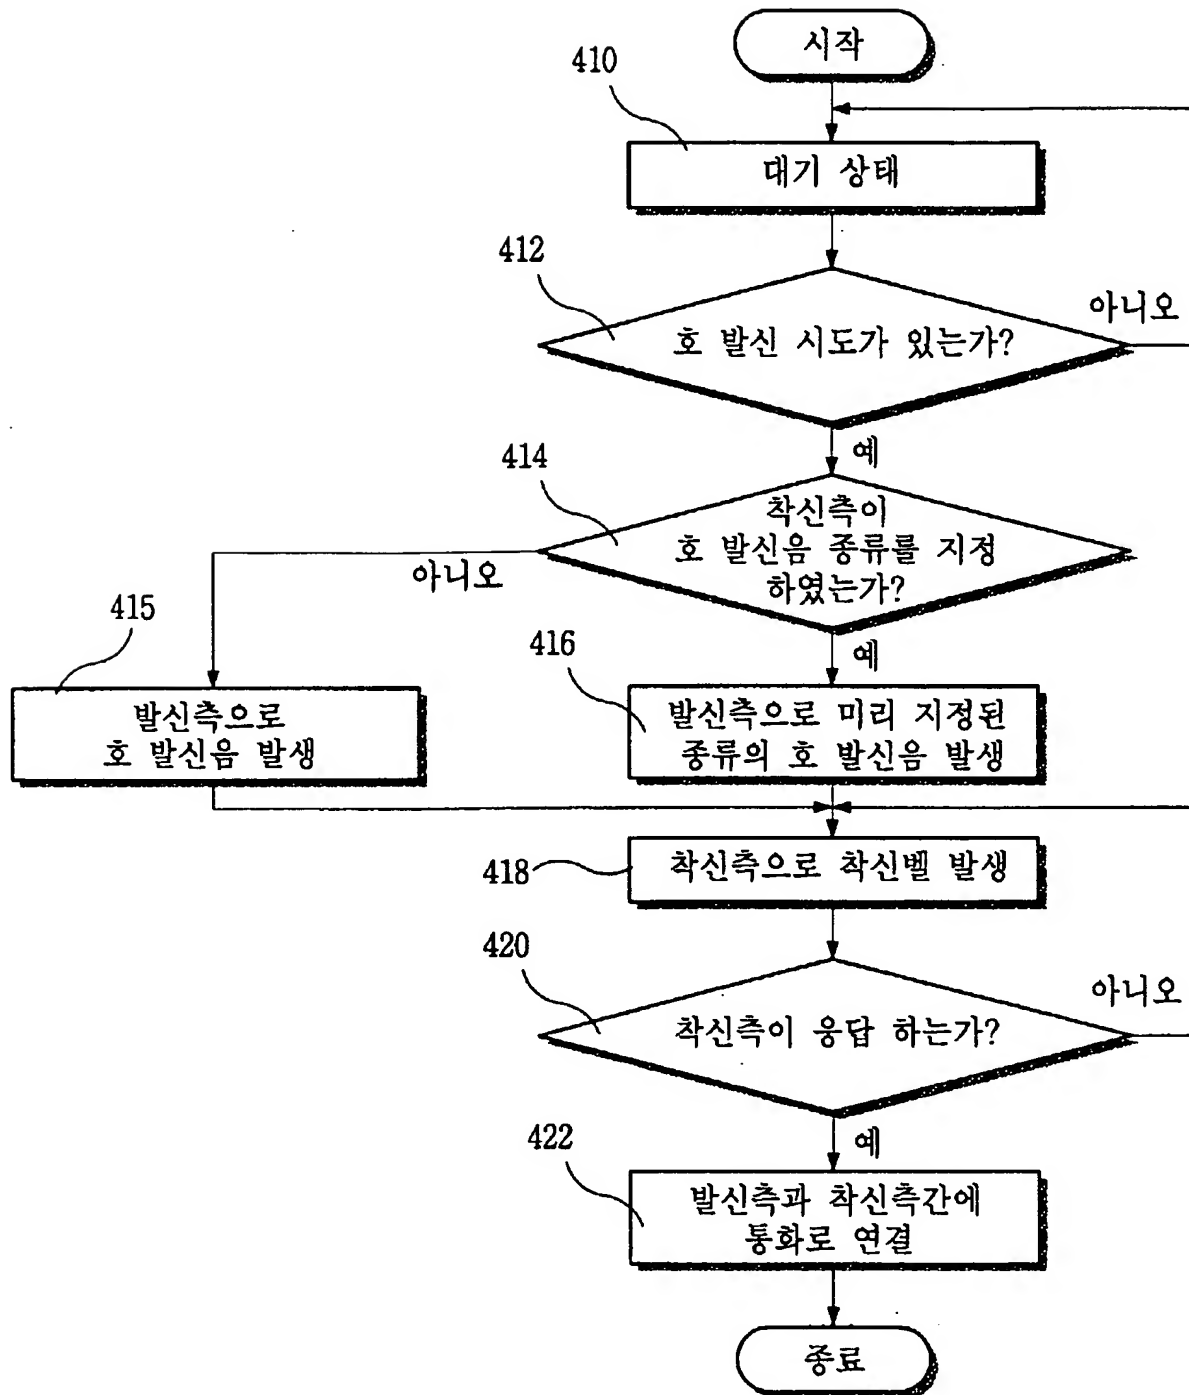 시작
410
대기 상태
412
호 발신 시도가 있는가?
아니오
예
414
착신측이
호 발신음 종류를 지정
하였는가?
아니오
415
발신측으로
호 발신음 발생
예
416
발신측으로 미리 지정된
종류의 호 발신음 발생
418
착신측으로 착신벨 발생
420
착신측이 응답 하는가?
아니오
예
422
발신측과 착신측간에
통화로 연결
종료